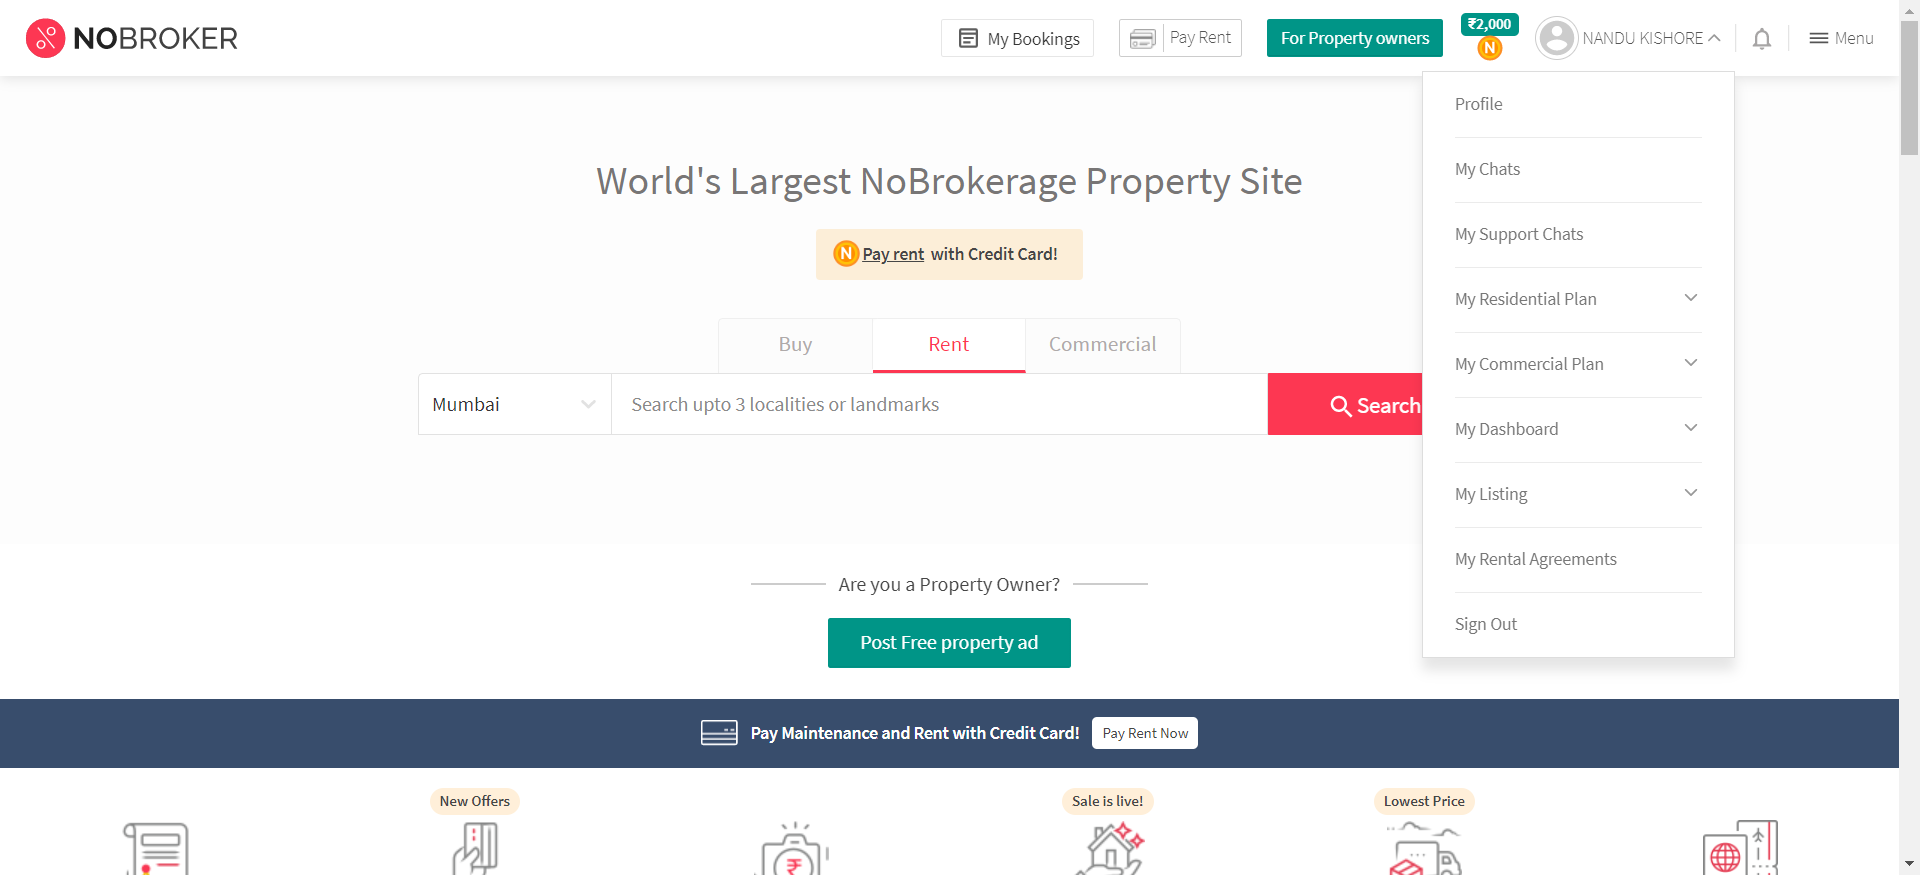 NOBROKER
My Bookings
Pay Rent
For Property owners
₹2,000
N
NANDU KISHORE
Menu
Profile
My Chats
My Support Chats
My Residential Plan
My Commercial Plan
My Dashboard
My Listing
My Rental Agreements
Sign Out
World's Largest NoBrokerage Property Site
N Pay rent with Credit Card!
Buy
Rent
Commercial
Mumbai
Search upto 3 localities or landmarks
Search
Are you a Property Owner?
Post Free property ad
Pay Maintenance and Rent with Credit Card!
Pay Rent Now
New Offers
Sale is live!
Lowest Price
₹